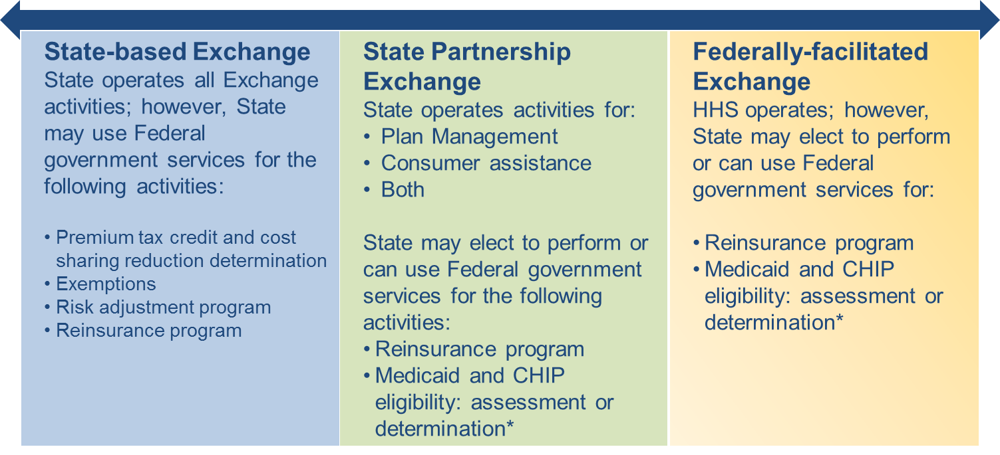 State-based Exchange
State operates all Exchange
activities; however, State
may use Federal
government services for the
following activities:
• Premium tax credit and cost
sharing reduction determination
• Exemptions
• Risk adjustment program
• Reinsurance program
State Partnership
Exchange
State operates activities for:
• Plan Management
• Consumer assistance
• Both
State may elect to perform or
can use Federal government
services for the following
activities:
• Reinsurance program
• Medicaid and CHIP
eligibility: assessment or
determination*
Federally-facilitated
Exchange
HHS operates; however,
State may elect to perform
or can use Federal
government services for:
• Reinsurance program
• Medicaid and CHIP
eligibility: assessment or
determination*